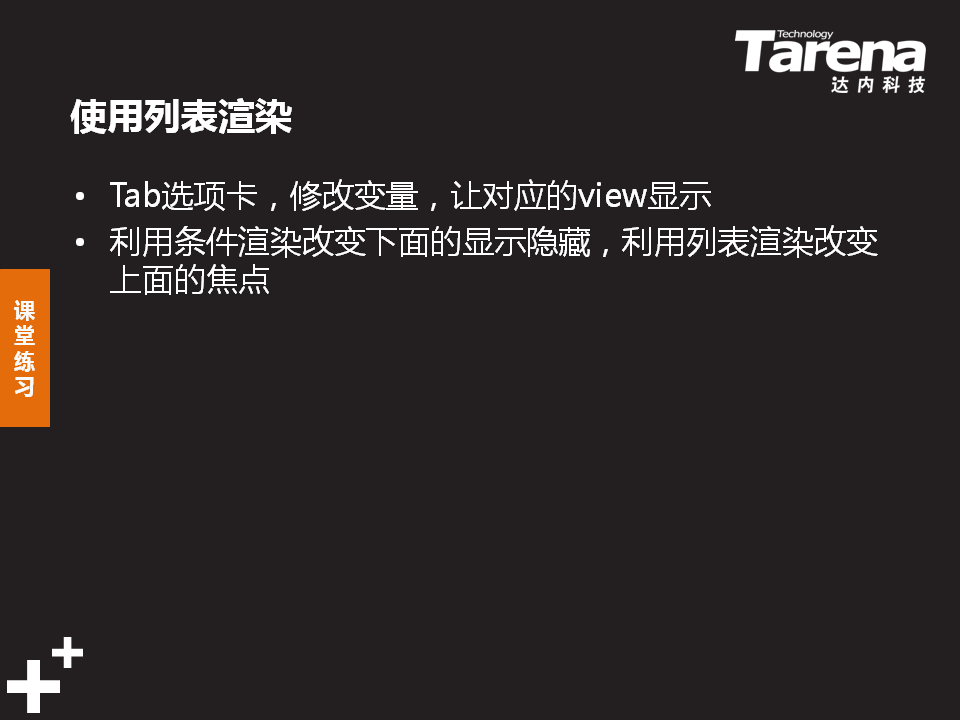 Technology
Tarena
达内科技
使用列表渲染
• Tab选项卡，修改变量，让对应的view显示
• 利用条件渲染改变下面的显示隐藏，利用列表渲染改变
上面的焦点
课
堂
练
习